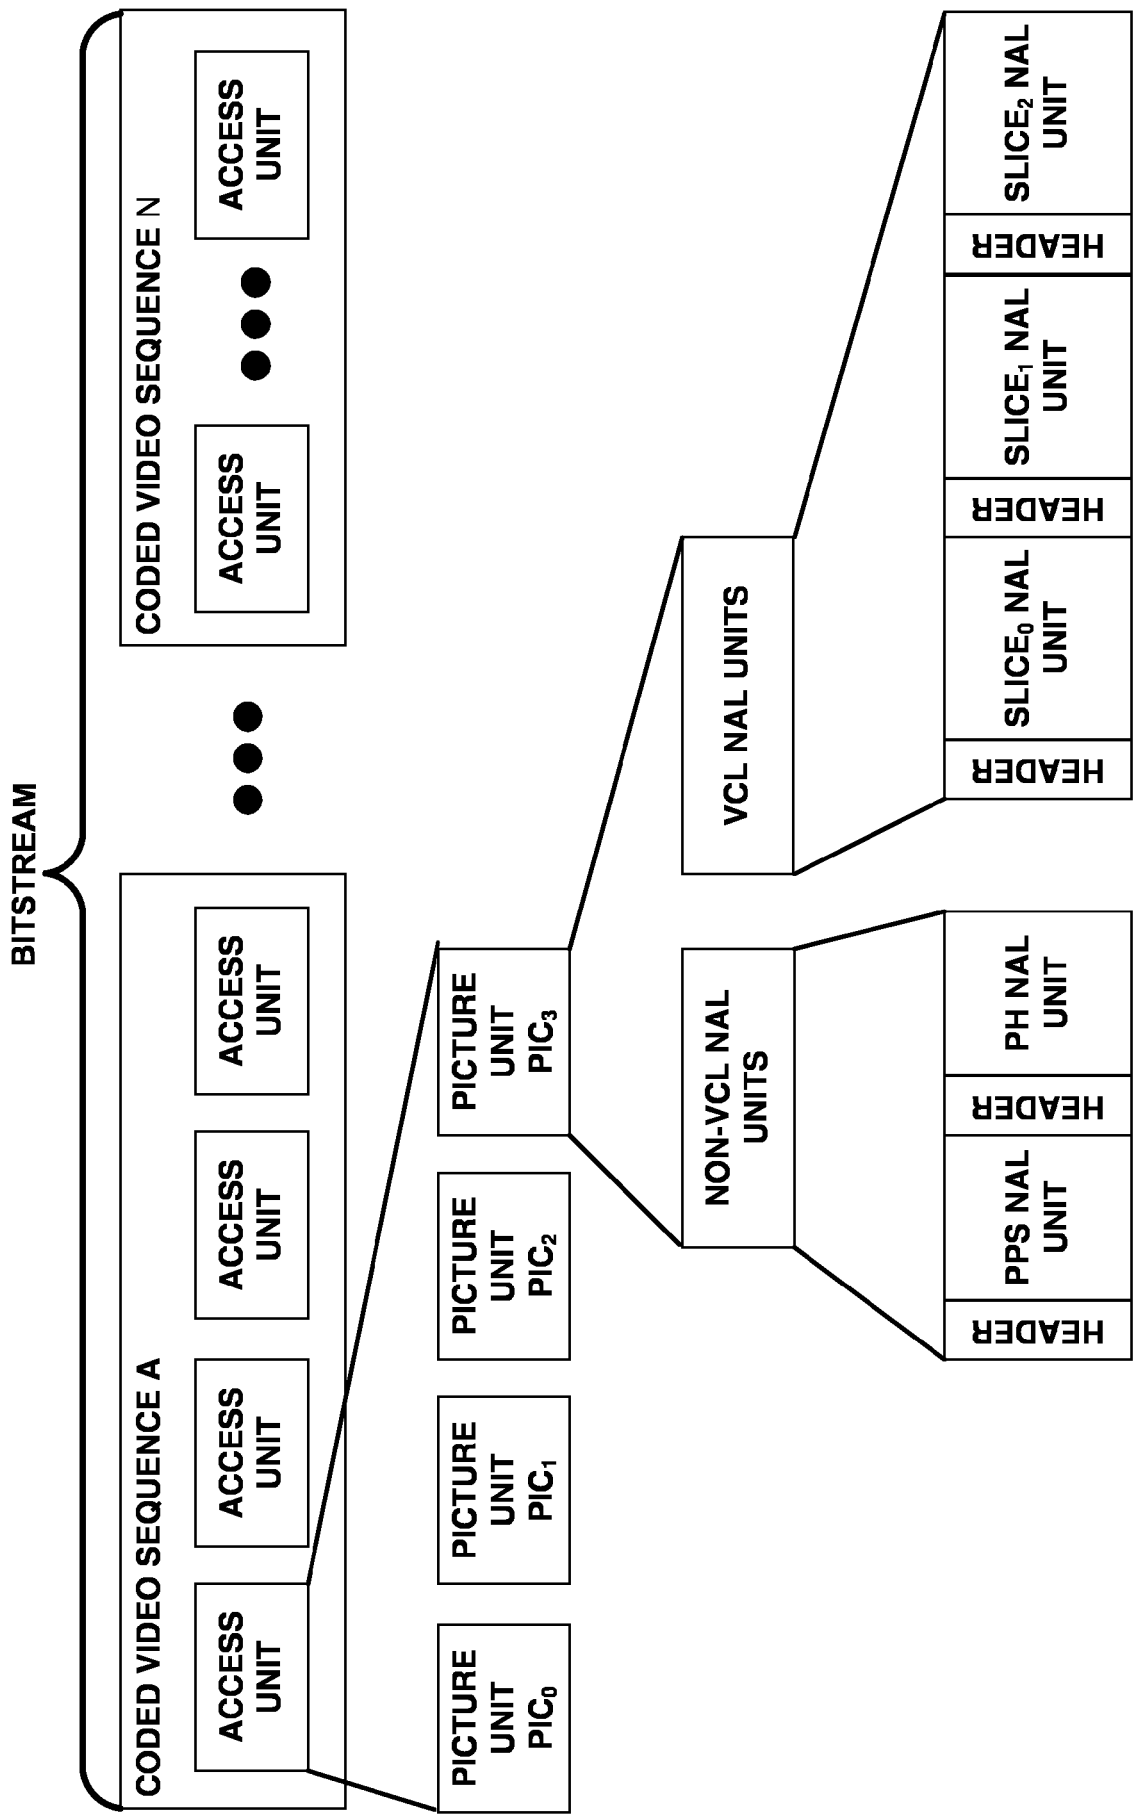 BITSTREAM
CODED VIDEO SEQUENCE A
ACCESS
UNIT
ACCESS
UNIT
ACCESS
UNIT
ACCESS
UNIT
CODED VIDEO SEQUENCE N
ACCESS
UNIT
ACCESS
UNIT
PICTURE
UNIT
PIC₀
PICTURE
UNIT
PIC₁
PICTURE
UNIT
PIC₂
PICTURE
UNIT
PIC₃
NON-VCL NAL
UNITS
VCL NAL UNITS
HEADER
PPS NAL
UNIT
HEADER
PH NAL
UNIT
HEADER
SLICE₀ NAL
UNIT
HEADER
SLICE₁ NAL
UNIT
HEADER
SLICE₂ NAL
UNIT